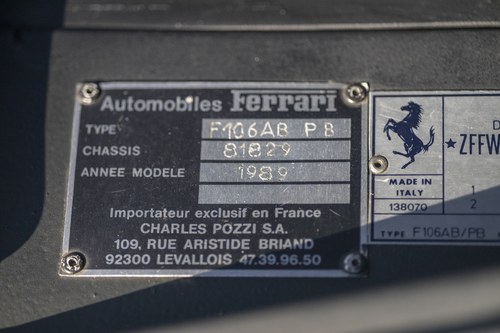 Automobiles Ferrari
TYPE F106AB PB
CHASSIS 81829
ANNEE MODELE 1989
Importateur exclusif en France
CHARLES POZZI S.A.
109, RUE ARISTIDE BRIAND
92300 LEVALLOIS 47.39.96.50
D
★ZFFW
MADE IN
ITALY
138070
1
2
TYPE F106AB/PB